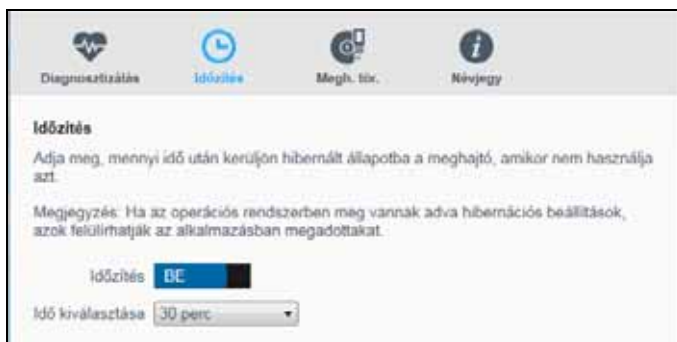 Diagnosztizálás Időzítés Megh. tör. Névjegy
Időzítés
Adja meg, mennyi idő után kerüljön hibernált állapotba a meghajtó, amikor nem használja
azt.
Megjegyzés: Ha az operációs rendszerben meg vannak adva hibernációs beállítások,
azok felülírhatják az alkalmazásban megadottakat.
Időzítés BE
Idő kiválasztása 30 perc